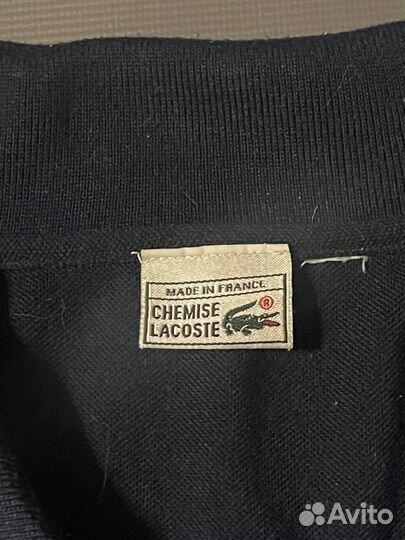 MADE IN FRANCE
CHEMISE
LACOSTE
®
Avito